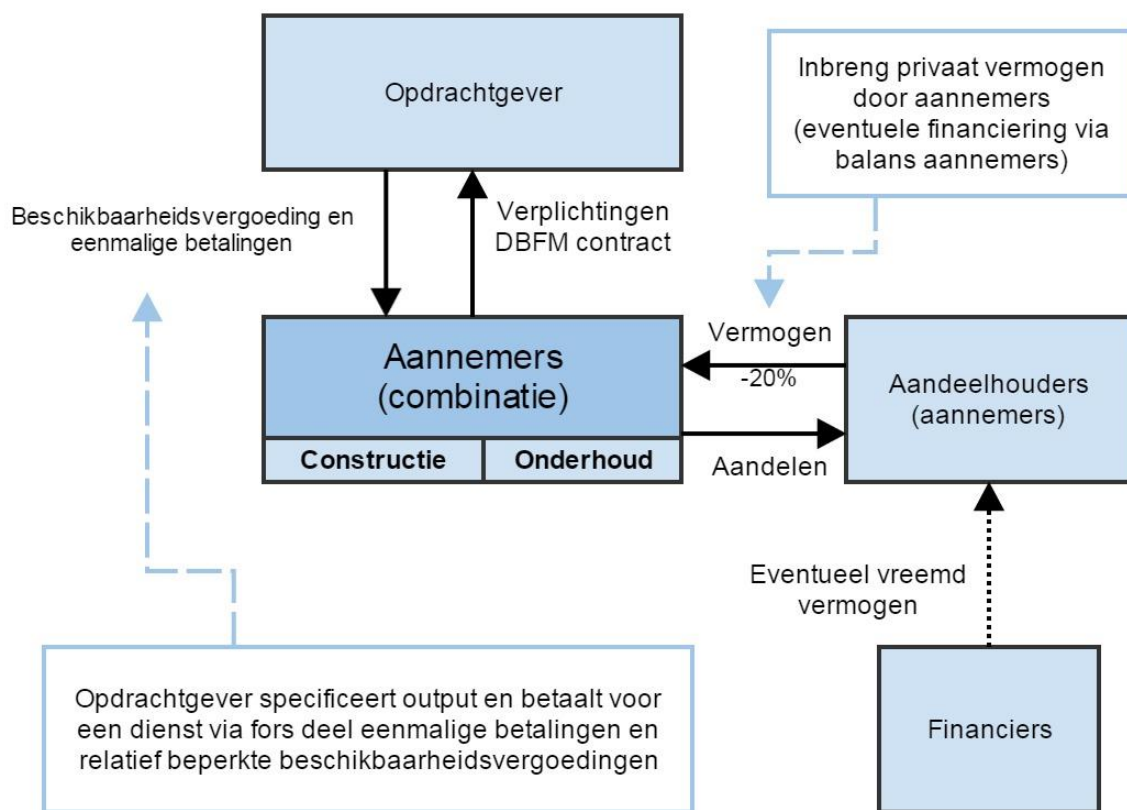 Opdrachtgever
Inbreng privaat vermogen
door aannemers
(eventuele financiering via
balans aannemers)
Beschikbaarheidsvergoeding en
eenmalige betalingen
Verplichtingen
DBFM contract
Aannemers
(combinatie)
Constructie
Onderhoud
Vermogen
-20%
Aandelen
Aandeelhouders
(aannemers)
Eventueel vreemd
vermogen
Opdrachtgever specificeert output en betaalt voor
een dienst via fors deel eenmalige betalingen en
relatief beperkte beschikbaarheidsvergoedingen
Financiers